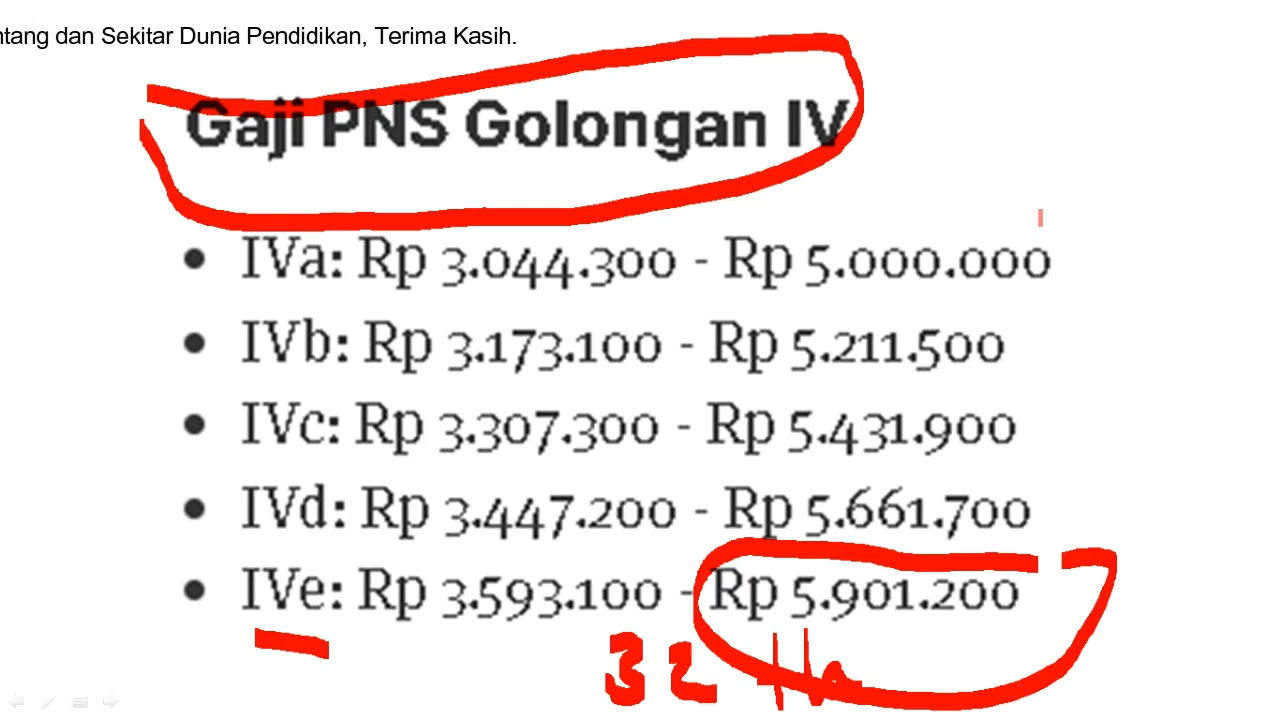 ntang dan Sekitar Dunia Pendidikan, Terima Kasih.
Gaji PNS Golongan IV
• IVa: Rp 3.044.300 - Rp 5.000.000
• IVb: Rp 3.173.100 - Rp 5.211.500
• IVc: Rp 3.307.300 - Rp 5.431.900
• IVd: Rp 3.447.200 - Rp 5.661.700
• IVe: Rp 3.593.100 - Rp 5.901.200
32